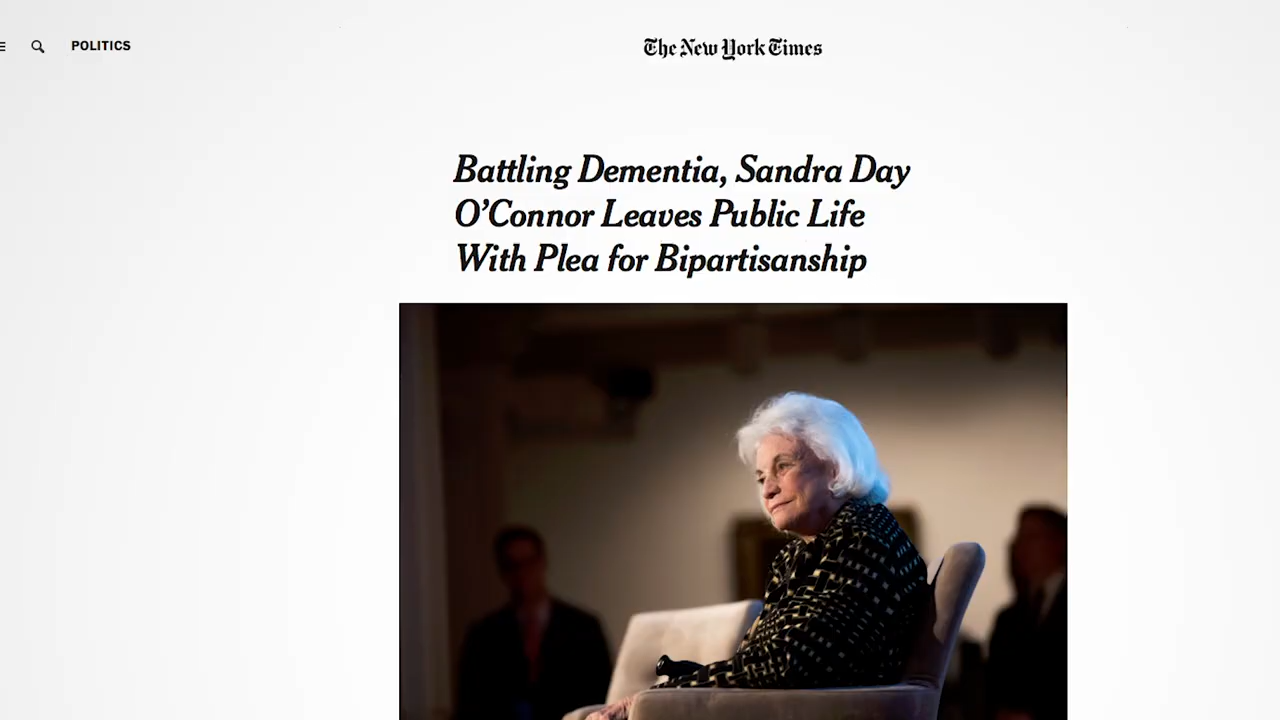 POLITICS
The New York Times
Battling Dementia, Sandra Day
O'Connor Leaves Public Life
With Plea for Bipartisanship